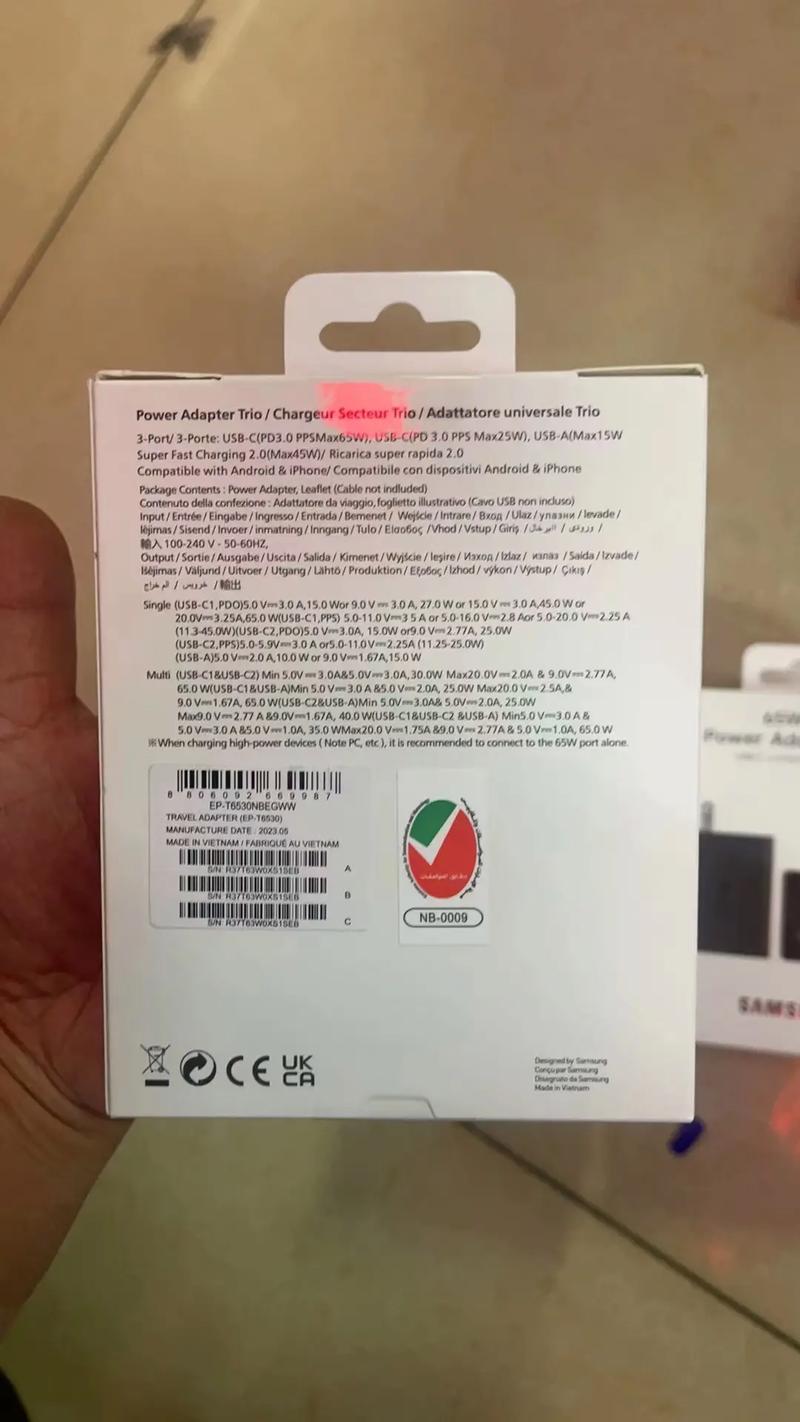 Power Adapter Trio / Chargeur Secteur Trio / Adattatore universale Trio
3-Port/ 3-Porte: USB-C(PD3.0 PPSMax65W), USB-C(PD 3.0 PPS Max25W), USB-A(Max15W
Super Fast Charging 2.0(Max45W)/ Ricarica super rapida 2.0
Compatible with Android & iPhone/ Compatibile con dispositivi Android & iPhone
Package Contents : Power Adapter, Leaflet (Cable not indluded)
Contenuto della confezione : Adattatore da viaggio, foglietto illustrativo (Cavo USB non incluso)
Input / Entrée / Eingabe / Ingresso / Entrada / Bemenet / Wejście / Intrare / Вход / Ulaz / улазни / levade /
Iėjimas / Sisend / Invoer / inmatning / Inngang / Tulo / Είσοδος /Vhod / Vstup / Giriş / / ورودی /
輸入 100-240 V - 50-60HZ,
Output / Sortie / Ausgabe / Uscita / Salida / Kimenet / Wyjście / Ieşire / Изход / Izlaz / излаз / Saída / Izvade /
Išėjimas / Väljund / Uitvoer / Utgang / Lähtö / Produktion / Εξοδος / Izhod / výkon / Výstup / Çıkış /
/ خروجی / 輸出
Single (USB-C1,PDO)5.0 V⎓3.0 A,15.0 Wor 9.0 V⎓ 3.0 A, 27.0 W or 15.0 V⎓ 3.0 A,45.0 W or
20.0V⎓3.25A,65.0 W(USB-C1,PPS) 5.0-11.0 V⎓3 5 A or 5.0-16.0 V⎓2.8 Aor 5.0-20.0 V⎓2.25 A
(11.3-45.0W)(USB-C2,PDO)5.0 V⎓3.0A, 15.0W or9.0 V⎓ 2.77A, 25.0W
(USB-C2,PPS)5.0-5.9V⎓3.0 A or5.0-11.0V⎓2.25A (11.25-25.0W)
(USB-A)5.0 V⎓2.0 A,10.0 W or 9.0 V⎓1.67A,15.0 W
Multi (USB-C1&USB-C2) Min 5.0V⎓3.0A&5.0V⎓3.0A,30.0W Max20.0V⎓2.0A & 9.0V⎓2.77A,
65.0 W(USB-C1&USB-A)Min 5.0 V⎓3.0 A &5.0 V⎓ 2.0A, 25.0W Max20.0 V⎓2.5A,&
9.0 V⎓1.67A, 65.0 W(USB-C2&USB-A)Min 5.0V⎓3.0A& 5.0V⎓2.0A, 25.0W
Max9.0 V⎓2.77 A &9.0V⎓1.67A, 40.0 W(USB-C1&USB-C2 &USB-A) Min5.0 V⎓3.0 A &
5.0 V⎓3.0 A &5.0 V⎓1.0A, 35.0 WMax20.0 V⎓1.75A &9.0 V⎓ 2.77A & 5.0 V⎓1.0A, 65.0 W
※When charging high-power devices ( Note PC, etc ), it is recommended to connect to the 65W port alone.
8 806092 669987
EP-T6530NBEGWW
TRAVEL ADAPTER (EP-T6530)
MANUFACTURE DATE : 2023.05
MADE IN VIETNAM / FABRIQUÉ AU VIETNAM
S/N R37T63W0XS1SEB A
S/N R37T63W0XS1SEB B
S/N R37T63W0XS1SEB C
NB-0009
CE UK CA
Designed by Samsung
Conçu par Samsung
Disegnato da Samsung
Made in Vietnam
65W
Power Ada
SAMS